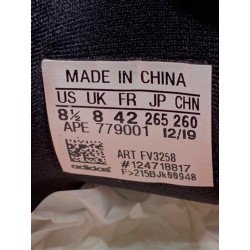 MADE IN CHINA
US UK FR JP CHN
8½ 8 42 265 260
APE 779001 12/19
ART FV3258
#124718817
adidas
F>215BJk00948